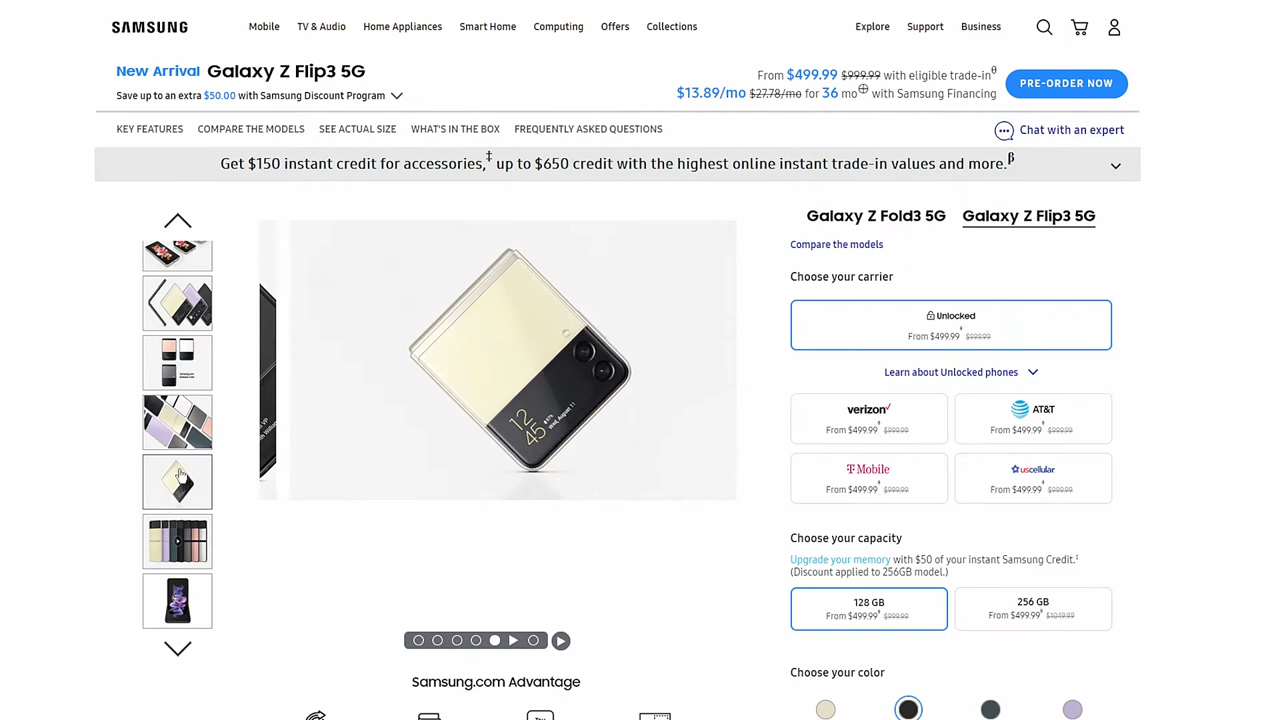 SAMSUNG
Mobile
TV & Audio
Home Appliances
Smart Home
Computing
Offers
Collections
Explore
Support
Business
New Arrival Galaxy Z Flip3 5G
Save up to an extra $50.00 with Samsung Discount Program
From $499.99 $999.99 with eligible trade-inθ
$13.89/mo $27.78/mo for 36 mo⊕ with Samsung Financing
PRE-ORDER NOW
KEY FEATURES
COMPARE THE MODELS
SEE ACTUAL SIZE
WHAT'S IN THE BOX
FREQUENTLY ASKED QUESTIONS
Chat with an expert
Get $150 instant credit for accessories,‡ up to $650 credit with the highest online instant trade-in values and more.β
Galaxy Z Fold3 5G
Galaxy Z Flip3 5G
Compare the models
Choose your carrier
Unlocked
From $499.99 $999.99
Learn about Unlocked phones
verizon
From $499.99 $999.99
AT&T
From $499.99 $999.99
T Mobile
From $499.99 $999.99
uscellular
From $499.99 $999.99
Choose your capacity
Upgrade your memory with $50 of your instant Samsung Credit.‡
(Discount applied to 256GB model.)
128 GB
From $499.99 $999.99
256 GB
From $499.99 $1049.99
Choose your color
12
45
Wed, August 11
Samsung.com Advantage